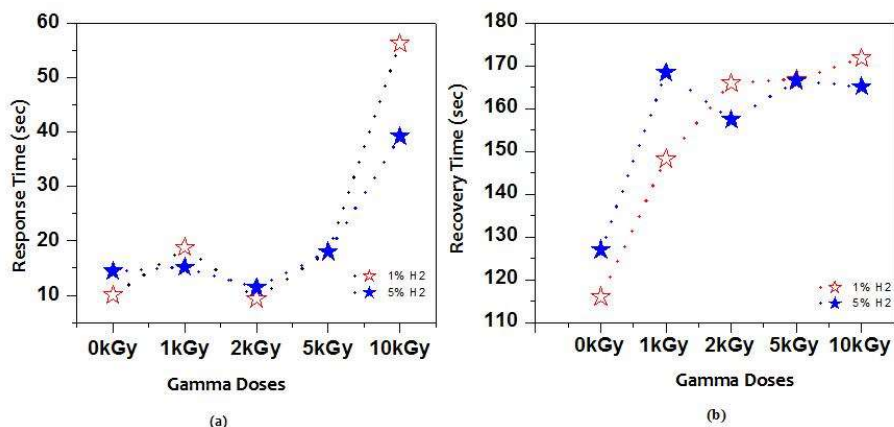 Response Time (sec)
60
50
40
30
20
10
1% H2
5% H2
0kGy 1kGy 2kGy 5kGy 10kGy
Gamma Doses
(a)
Recovery Time (sec)
180
170
160
150
140
130
120
110
1% H2
5% H2
0kGy 1kGy 2kGy 5kGy 10kGy
Gamma Doses
(b)